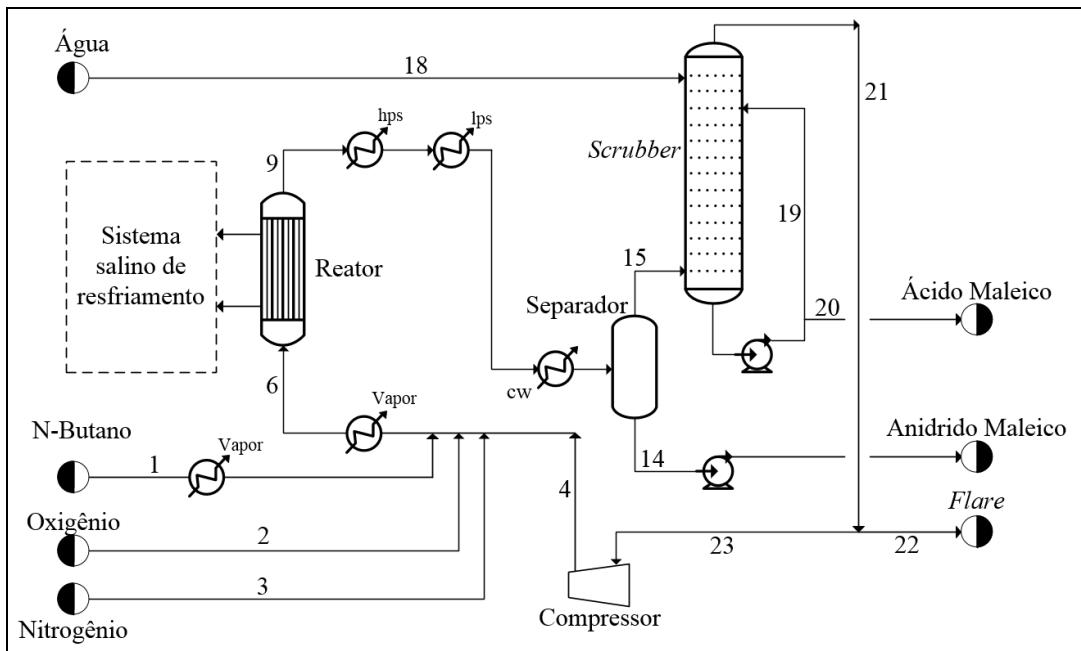 Água
18
21
hps
lps
9
Scrubber
19
Sistema
salino de
resfriamento
Reator
15
Separador
Ácido Maleico
20
6
cw
Vapor
N-Butano
Vapor
1
Anidrido Maleico
14
4
Flare
Oxigênio
2
23
22
3
Nitrogênio
Compressor